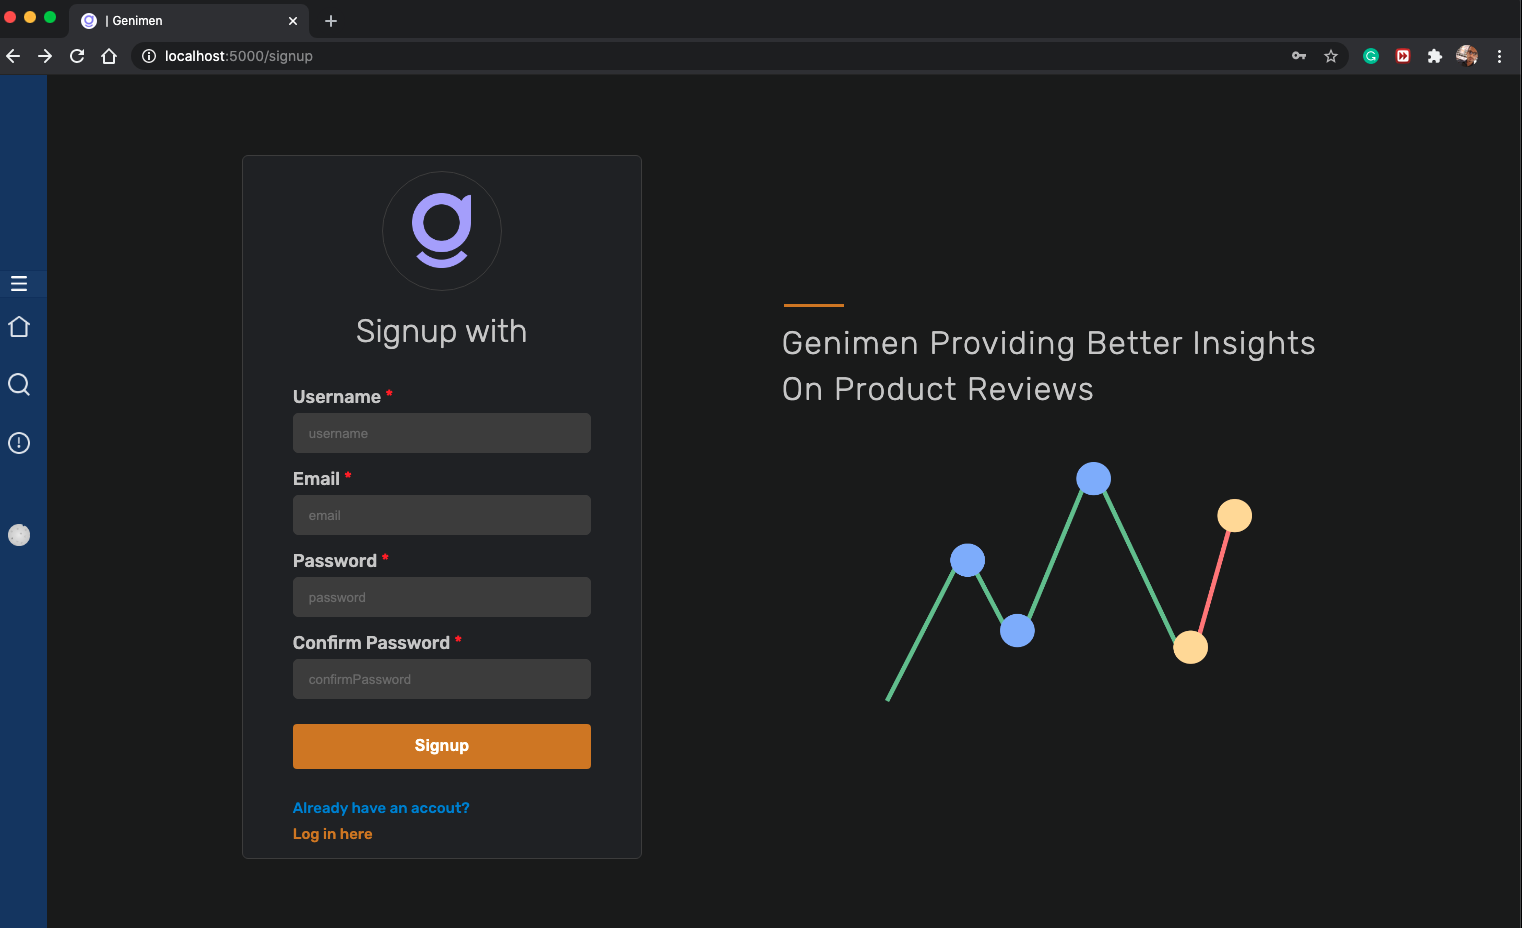 | Genimen
localhost:5000/signup
Signup with
Username *
username
Email *
email
Password *
password
Confirm Password *
confirmPassword
Signup
Already have an accout?
Log in here
Genimen Providing Better Insights
On Product Reviews